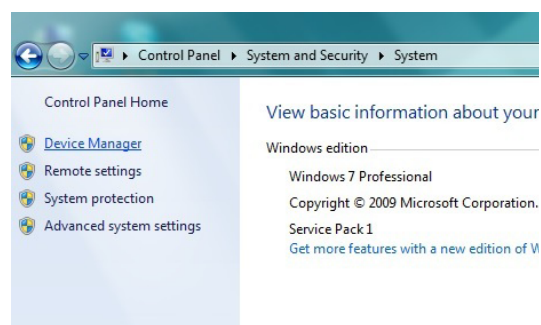 Control Panel ▸ System and Security ▸ System
Control Panel Home
Device Manager
Remote settings
System protection
Advanced system settings
View basic information about your
Windows edition
Windows 7 Professional
Copyright © 2009 Microsoft Corporation.
Service Pack 1
Get more features with a new edition of